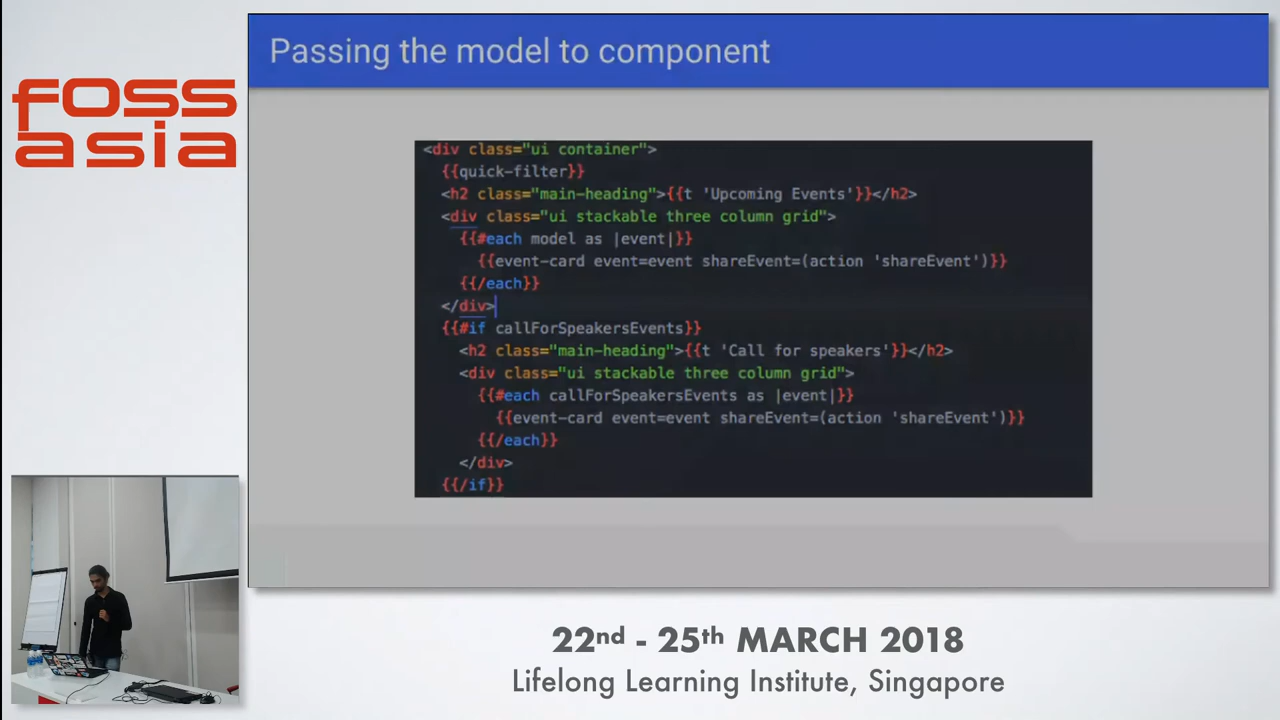 Passing the model to component
foss
asia
<div class="ui container">
{{quick-filter}}
<h2 class="main-heading">{{t 'Upcoming Events'}}</h2>
<div class="ui stackable three column grid">
{{#each model as |event|}}
{{event-card event=event shareEvent=(action 'shareEvent')}}
{{/each}}
</div>
{{#if callForSpeakersEvents}}
<h2 class="main-heading">{{t 'Call for speakers'}}</h2>
<div class="ui stackable three column grid">
{{#each callForSpeakersEvents as |event|}}
{{event-card event=event shareEvent=(action 'shareEvent')}}
{{/each}}
</div>
{{/if}}
22nd - 25th MARCH 2018
Lifelong Learning Institute, Singapore